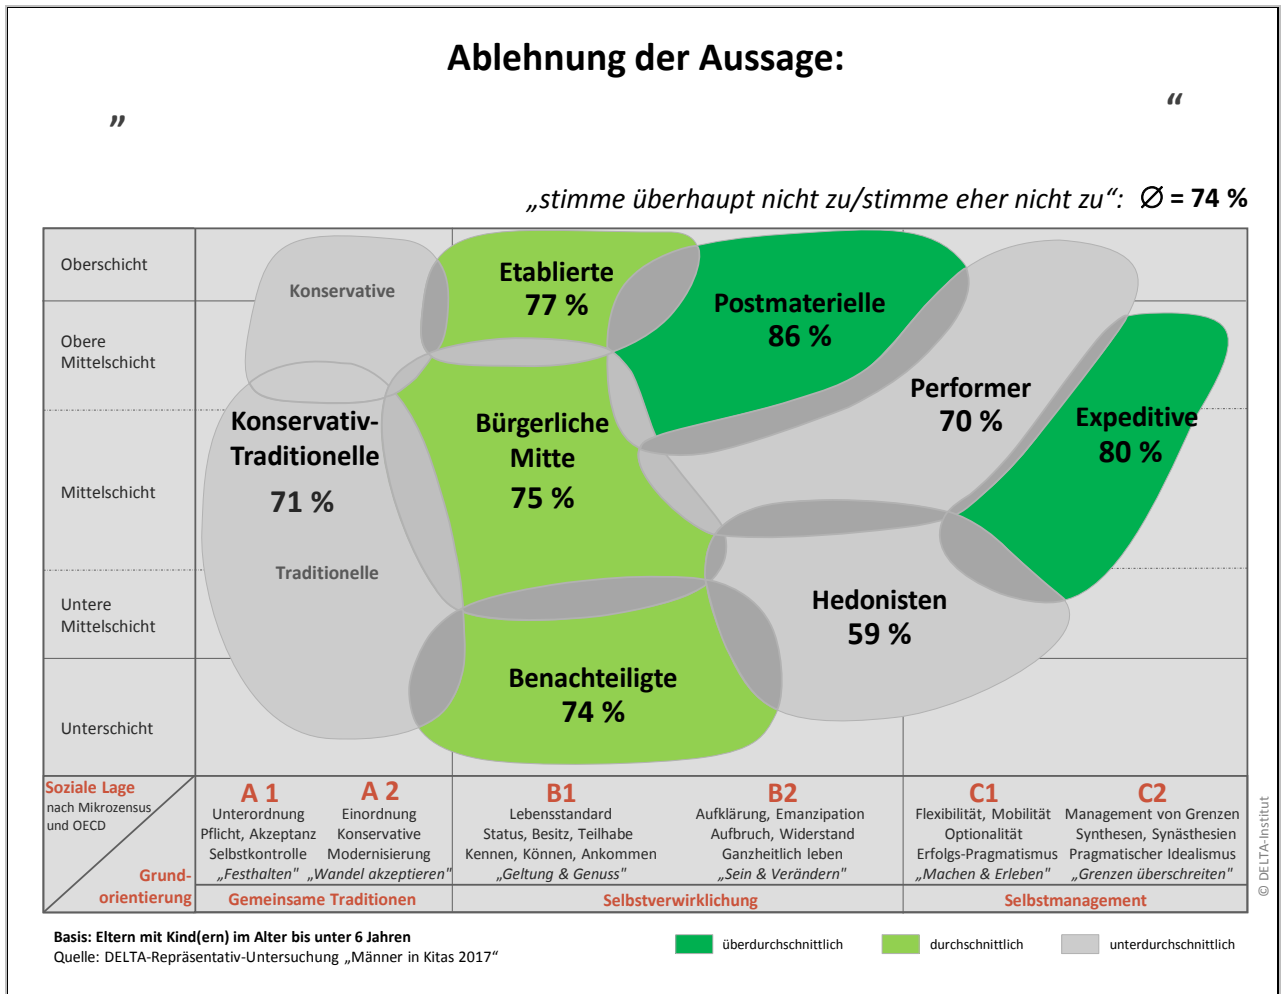 Ablehnung der Aussage:
„
“
„stimme überhaupt nicht zu/stimme eher nicht zu“: Ø = 74 %
Oberschicht
Obere
Mittelschicht
Mittelschicht
Untere
Mittelschicht
Unterschicht
Konservative
Etablierte
77 %
Postmaterielle
86 %
Performer
70 %
Expeditive
80 %
Konservativ-
Traditionelle
71 %
Traditionelle
Bürgerliche
Mitte
75 %
Hedonisten
59 %
Benachteiligte
74 %
Soziale Lage
nach Mikrozensus
und OECD
Grund-
orientierung
A 1
Unterordnung
Pflicht, Akzeptanz
Selbstkontrolle
„Festhalten"
A 2
Einordnung
Konservative
Modernisierung
„Wandel akzeptieren"
B1
Lebensstandard
Status, Besitz, Teilhabe
Kennen, Können, Ankommen
„Geltung & Genuss"
B2
Aufklärung, Emanzipation
Aufbruch, Widerstand
Ganzheitlich leben
„Sein & Verändern"
C1
Flexibilität, Mobilität
Optionalität
Erfolgs-Pragmatismus
„Machen & Erleben"
C2
Management von Grenzen
Synthesen, Synästhesien
Pragmatischer Idealismus
„Grenzen überschreiten"
Gemeinsame Traditionen
Selbstverwirklichung
Selbstmanagement
© DELTA-Institut
Basis: Eltern mit Kind(ern) im Alter bis unter 6 Jahren
Quelle: DELTA-Repräsentativ-Untersuchung „Männer in Kitas 2017“
überdurchschnittlich
durchschnittlich
unterdurchschnittlich